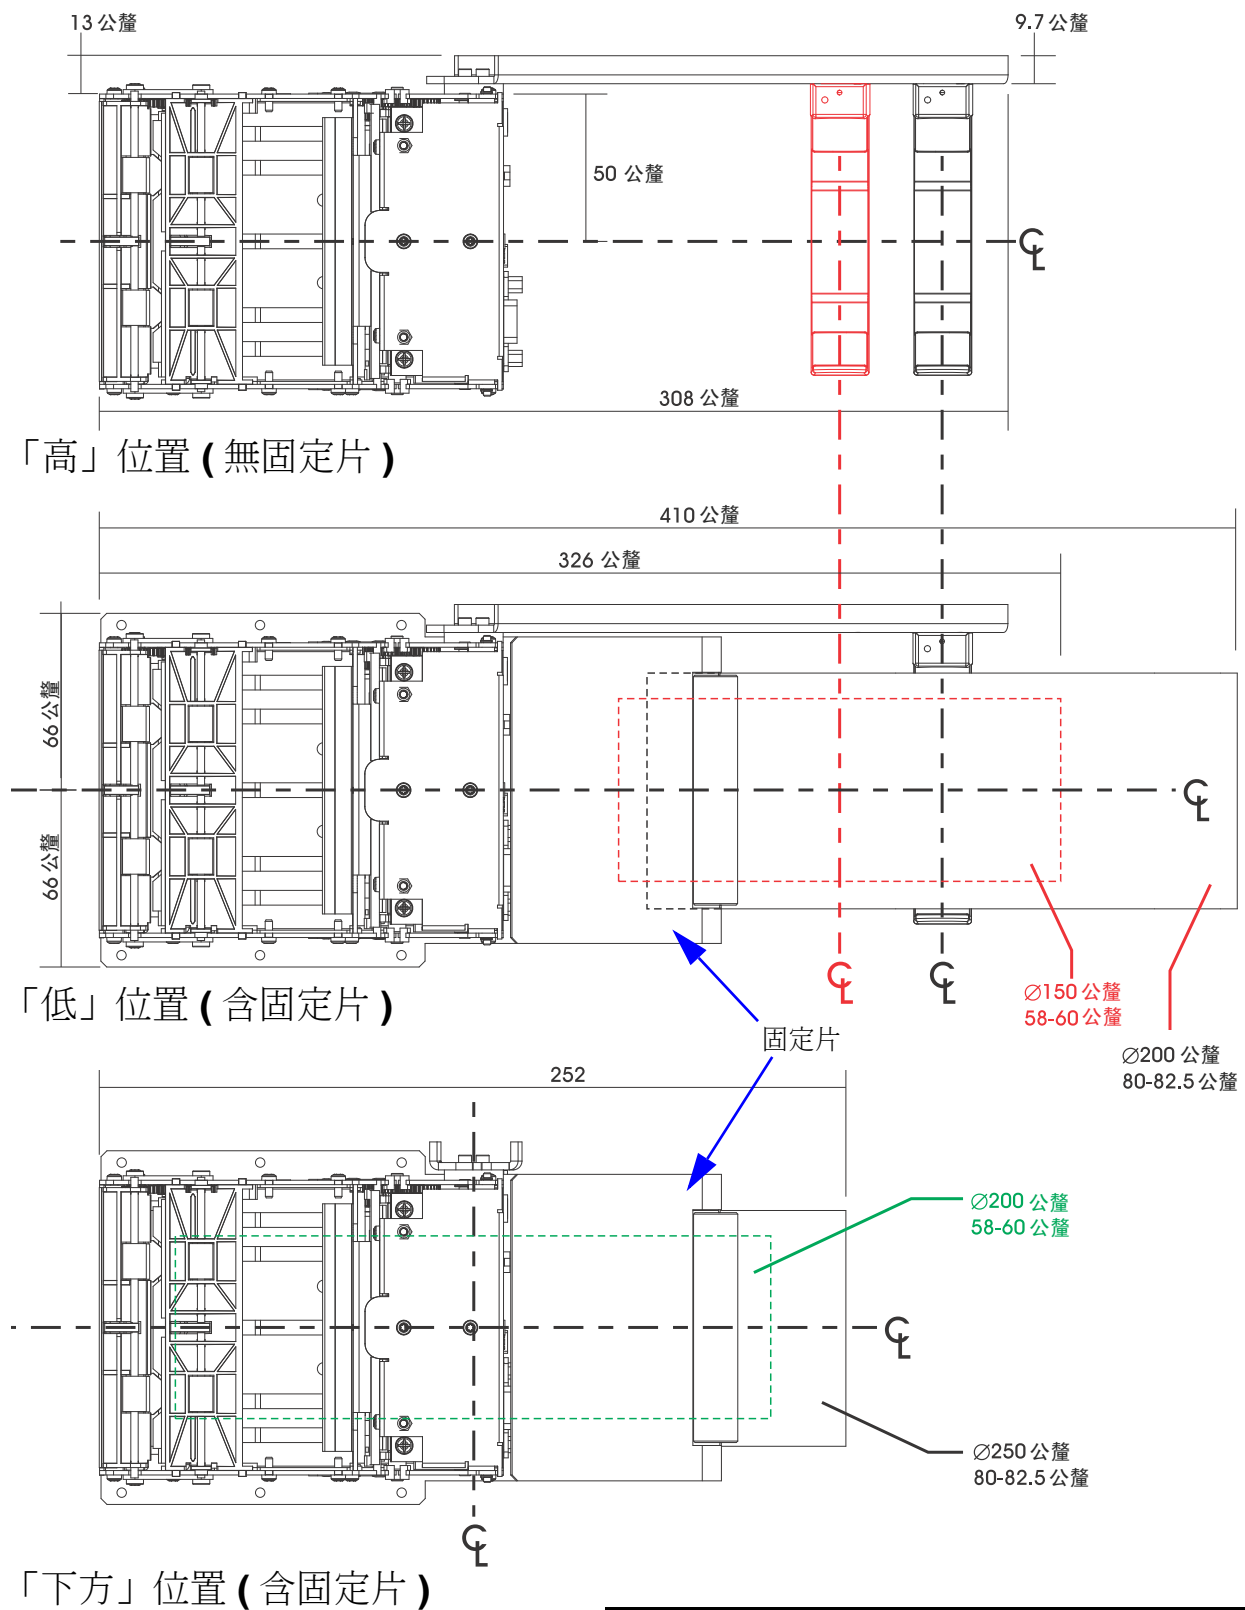 13 公釐
9.7 公釐
50 公釐
℄
308 公釐
「高」位置 ( 無固定片 )
410 公釐
326 公釐
66 公釐
℄
66 公釐
℄
℄
「低」位置 ( 含固定片 )
∅150 公釐
58-60 公釐
固定片
∅200 公釐
80-82.5 公釐
252
∅200 公釐
58-60 公釐
℄
∅250 公釐
80-82.5 公釐
℄
「下方」位置 ( 含固定片 )